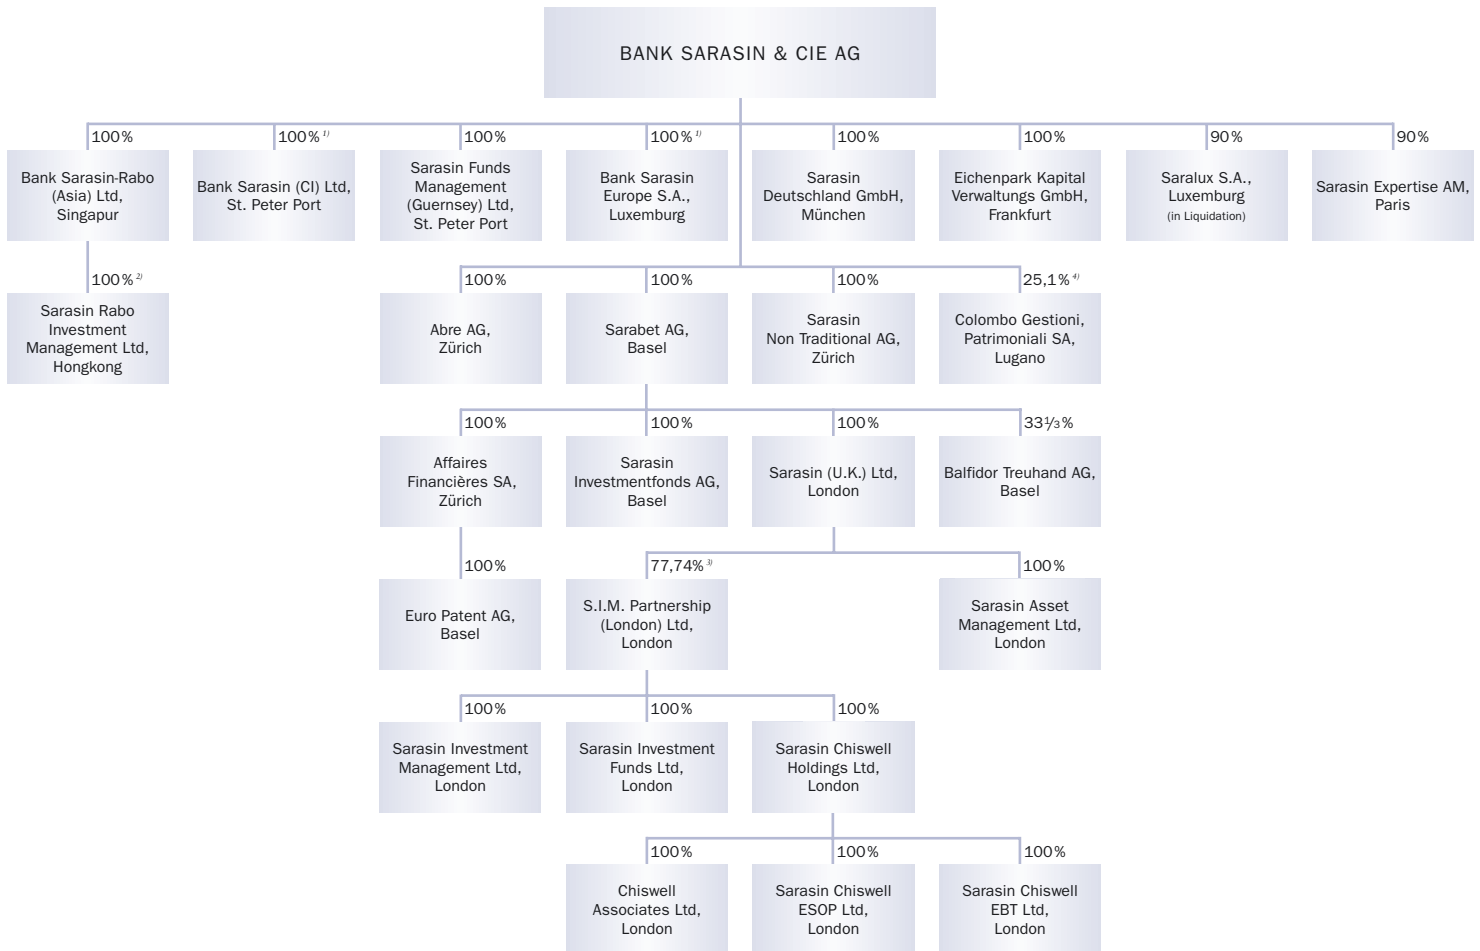 BANK SARASIN & CIE AG
100%
Bank Sarasin-Rabo
(Asia) Ltd,
Singapur
100% 1)
Bank Sarasin (CI) Ltd,
St. Peter Port
100%
Sarasin Funds
Management
(Guernsey) Ltd,
St. Peter Port
100% 1)
Bank Sarasin
Europe S.A.,
Luxemburg
100%
Sarasin
Deutschland GmbH,
München
100%
Eichenpark Kapital
Verwaltungs GmbH,
Frankfurt
90%
Saralux S.A.,
Luxemburg
(in Liquidation)
90%
Sarasin Expertise AM,
Paris
100% 2)
Sarasin Rabo
Investment
Management Ltd,
Hongkong
100%
Abre AG,
Zürich
100%
Sarabet AG,
Basel
100%
Sarasin
Non Traditional AG,
Zürich
25,1% 4)
Colombo Gestioni,
Patrimoniali SA,
Lugano
100%
Affaires
Financières SA,
Zürich
100%
Sarasin
Investmentfonds AG,
Basel
100%
Sarasin (U.K.) Ltd,
London
33 1/3%
Balfidor Treuhand AG,
Basel
100%
Euro Patent AG,
Basel
77,74% 3)
S.I.M. Partnership
(London) Ltd,
London
100%
Sarasin Asset
Management Ltd,
London
100%
Sarasin Investment
Management Ltd,
London
100%
Sarasin Investment
Funds Ltd,
London
100%
Sarasin Chiswell
Holdings Ltd,
London
100%
Chiswell
Associates Ltd,
London
100%
Sarasin Chiswell
ESOP Ltd,
London
100%
Sarasin Chiswell
EBT Ltd,
London